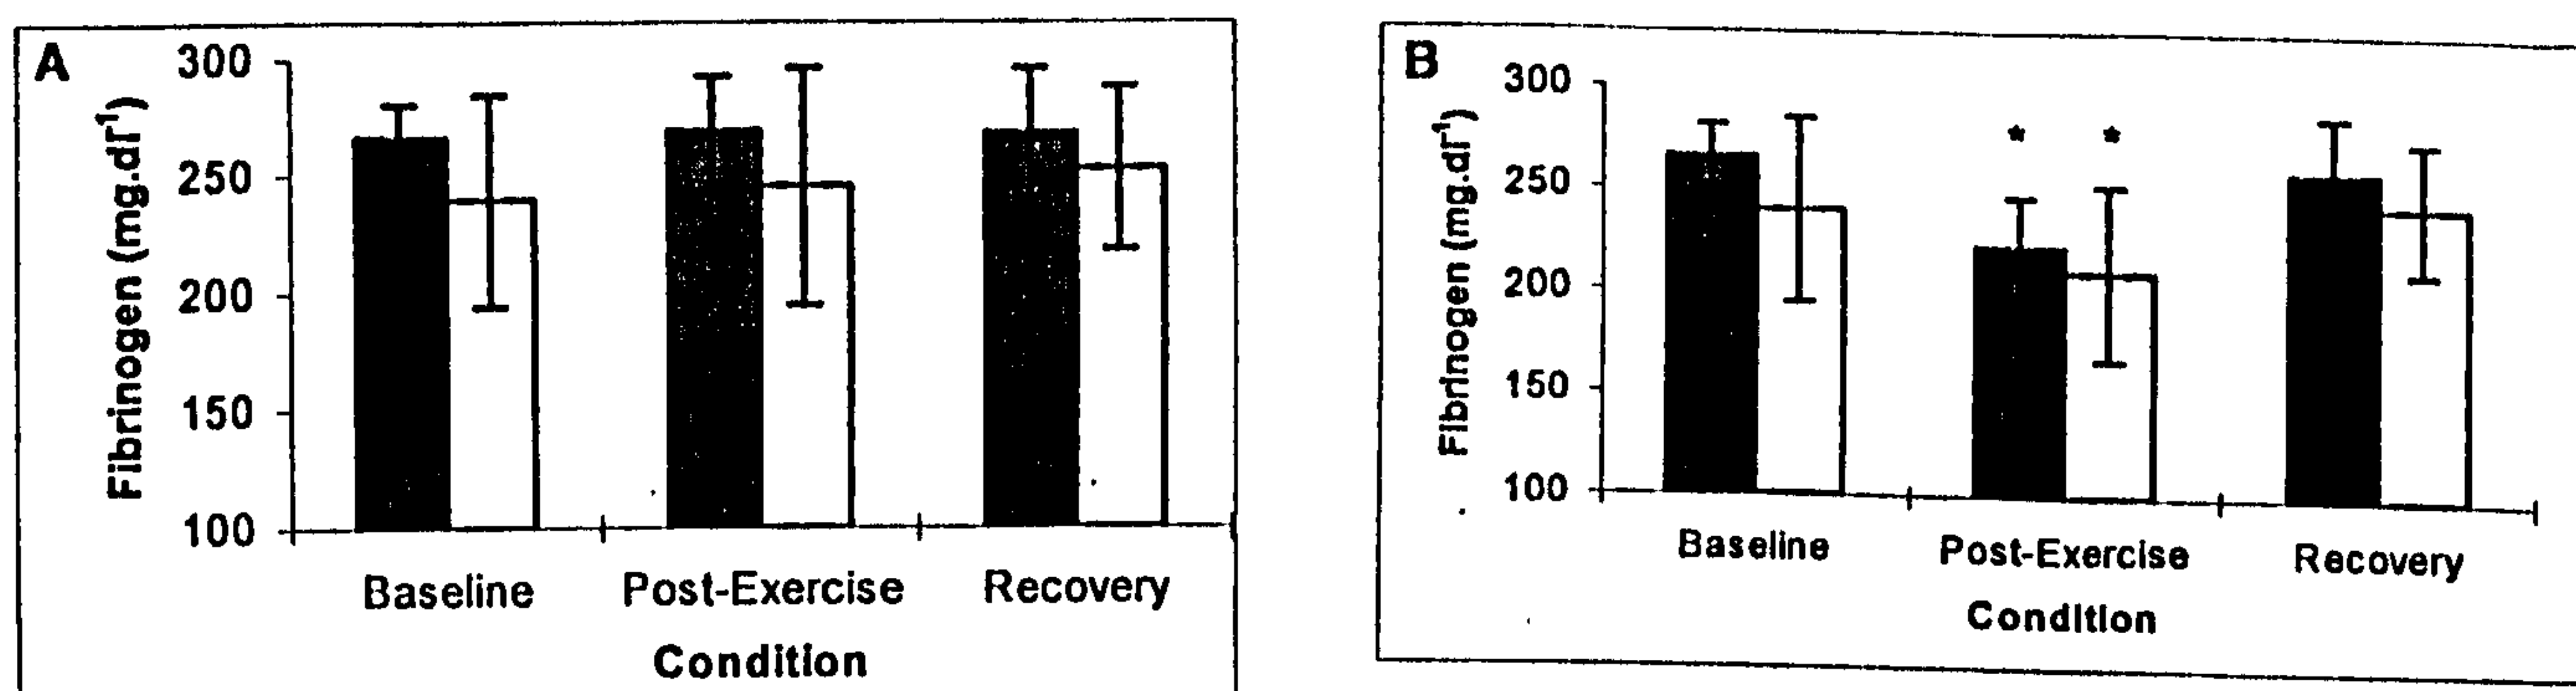 A
300
250
200
150
100
Fibrinogen (mg.dl⁻¹)
Baseline Post-Exercise Recovery
Condition
B
300
250
200
150
100
Fibrinogen (mg.dl⁻¹)
* *
Baseline Post-Exercise Recovery
Condition